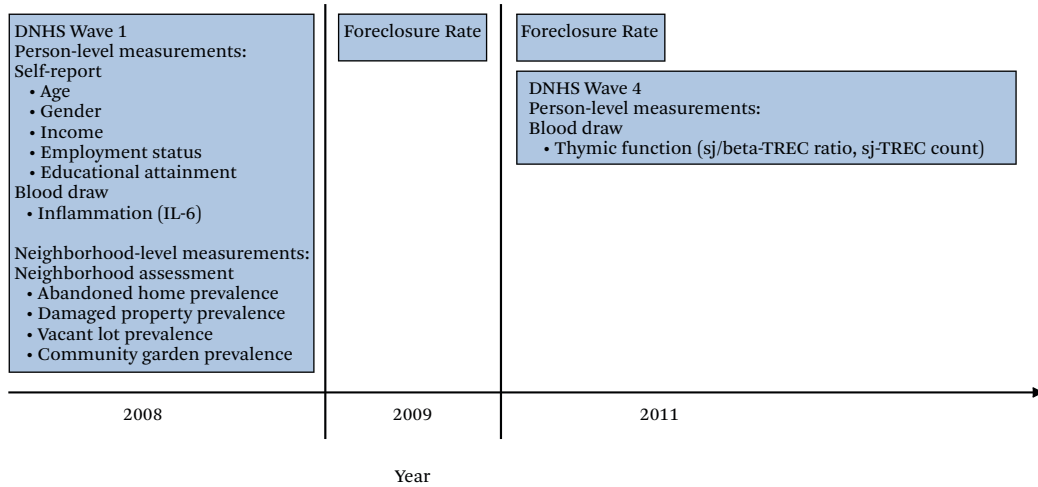 DNHS Wave 1
Person-level measurements:
Self-report
• Age
• Gender
• Income
• Employment status
• Educational attainment
Blood draw
• Inflammation (IL-6)
Neighborhood-level measurements:
Neighborhood assessment
• Abandoned home prevalence
• Damaged property prevalence
• Vacant lot prevalence
• Community garden prevalence
Foreclosure Rate
Foreclosure Rate
DNHS Wave 4
Person-level measurements:
Blood draw
• Thymic function (sj/beta-TREC ratio, sj-TREC count)
2008
2009
2011
Year